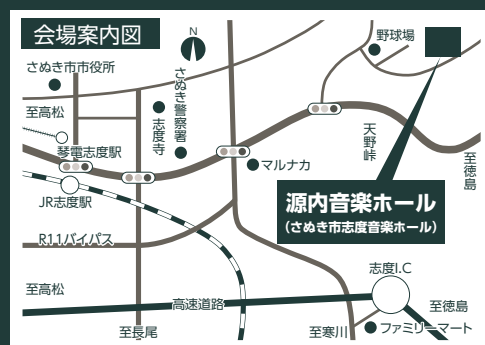 会場案内図
N
さぬき市市役所
野球場
至高松
さぬき警察署
志度寺
琴電志度駅
天野峠
マルナカ
至徳島
JR志度駅
源内音楽ホール
(さぬき市志度音楽ホール)
R11バイパス
志度I.C
至高松
高速道路
至徳島
至長尾
至寒川
ファミリーマート